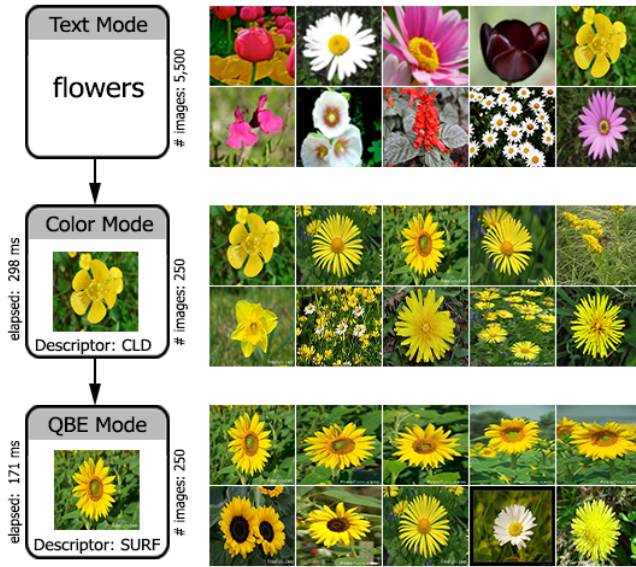 Text Mode
flowers
# images: 5,500
Color Mode
elapsed: 298 ms
Descriptor: CLD
# images: 250
QBE Mode
elapsed: 171 ms
Descriptor: SURF
# images: 250